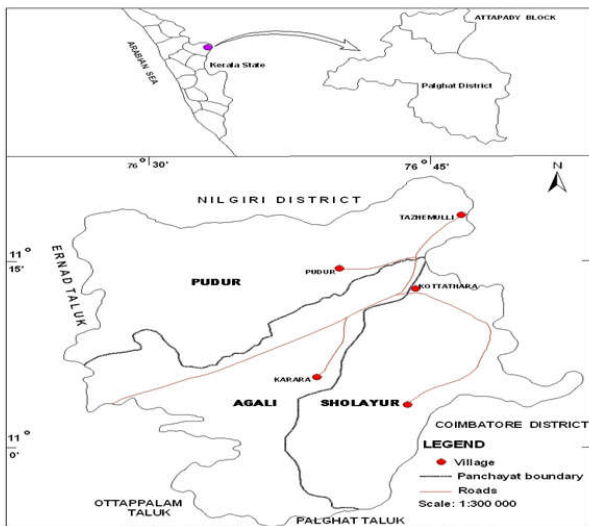 ATTAPADY BLOCK
ARABIAN SEA
Kerala State
Palghat District
76° 30'
76° 45'
N
NILGIRI DISTRICT
TAZHEMULLI
11° 15'
ERNAD TALUK
PUDUR
PUDUR
KOTTATHARA
KARARA
AGALI
SHOLAYUR
COIMBATORE DISTRICT
11° 0'
LEGEND
Village
Panchayat boundary
Roads
Scale: 1:300 000
OTTAPPALAM
TALUK
PALGHAT TALUK